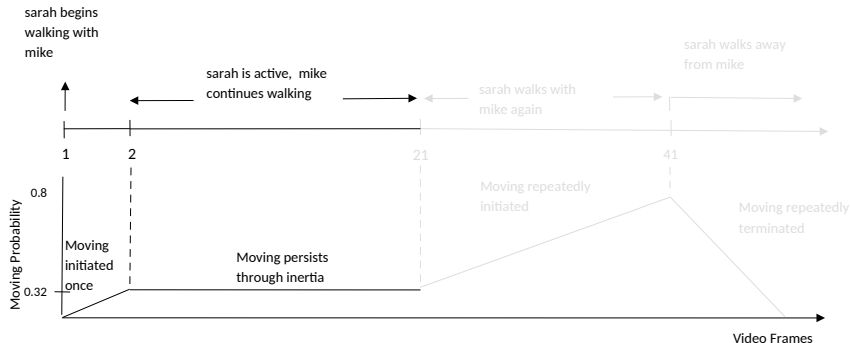 sarah begins
walking with
mike
sarah is active,  mike
continues walking
sarah walks with
mike again
sarah walks away
from mike
1
2
21
41
Moving Probability
0.8
0.32
Moving
initiated
once
Moving persists
through inertia
Moving repeatedly
initiated
Moving repeatedly
terminated
Video Frames